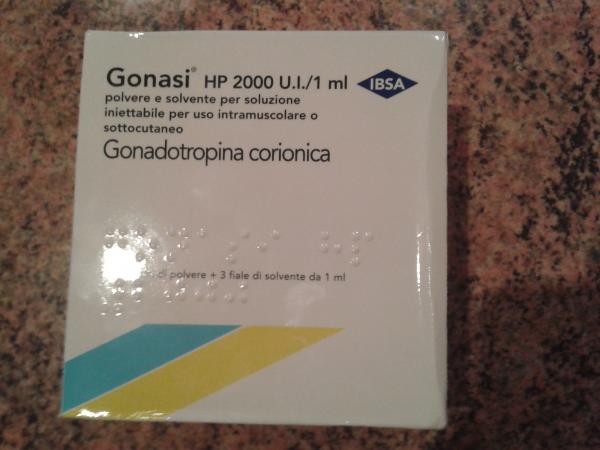 Gonasi® HP 2000 U.I./1 ml IBSA
polvere e solvente per soluzione
iniettabile per uso intramuscolare o
sottocutaneo
Gonadotropina corionica
di polvere + 3 fiale di solvente da 1 ml